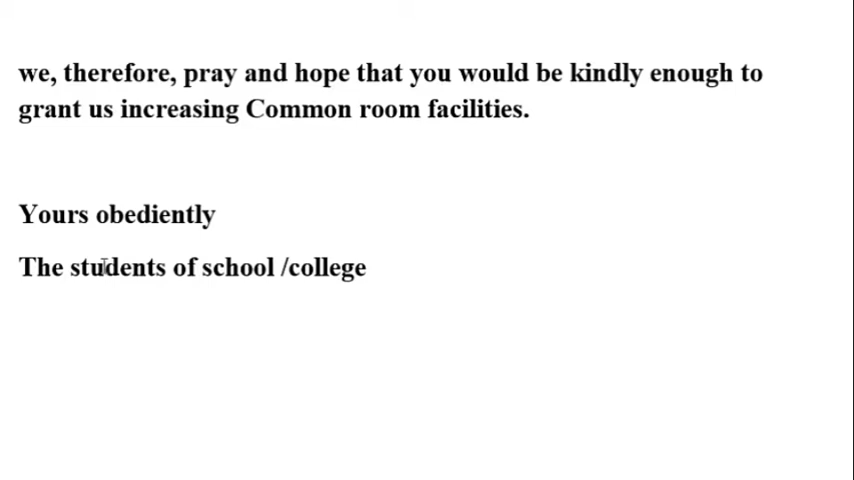 we, therefore, pray and hope that you would be kindly enough to
grant us increasing Common room facilities.
Yours obediently
The students of school /college